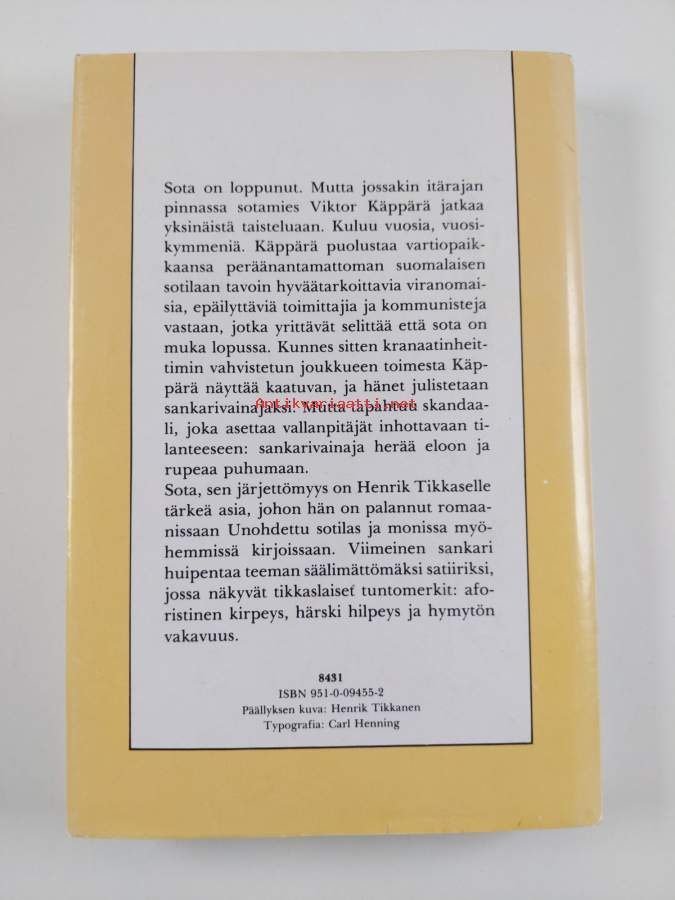 Sota on loppunut. Mutta jossakin itärajan
pinnassa sotamies Viktor Käppärä jatkaa
yksinäistä taisteluaan. Kuluu vuosia, vuosi-
kymmeniä. Käppärä puolustaa vartiopaik-
kaansa peräänantamattoman suomalaisen
sotilaan tavoin hyväätarkoittavia viranomai-
sia, epäilyttäviä toimittajia ja kommunisteja
vastaan, jotka yrittävät selittää että sota on
muka lopussa. Kunnes sitten kranaatinheit-
timin vahvistetun joukkueen toimesta Käp-
pärä näyttää kaatuvan, ja hänet julistetaan
sankarivainajaksi. Mutta tapahtuu skandaa-
Antikvariaatti.net
li, joka asettaa vallanpitäjät inhottavaan ti-
lanteeseen: sankarivainaja herää eloon ja
rupeaa puhumaan.
Sota, sen järjettömyys on Henrik Tikkaselle
tärkeä asia, johon hän on palannut romaa-
nissaan Unohdettu sotilas ja monissa myö-
hemmissä kirjoissaan. Viimeinen sankari
huipentaa teeman säälimättömäksi satiiriksi,
jossa näkyvät tikkaslaiset tuntomerkit: afo-
ristinen kirpeys, härski hilpeys ja hymytön
vakavuus.
8431
ISBN 951-0-09455-2
Päällyksen kuva: Henrik Tikkanen
Typografia: Carl Henning